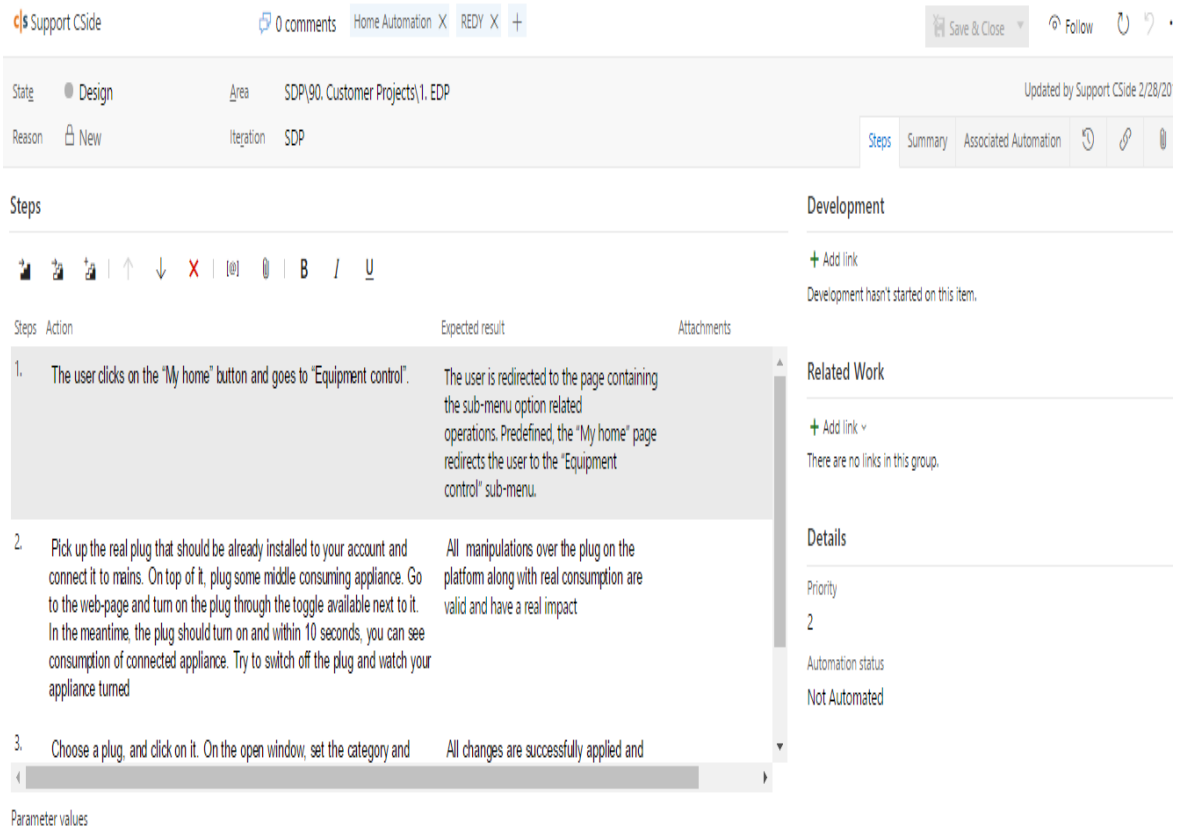 c|s Support CSide 0 comments Home Automation REDY
Save & Close Follow
State Design Area SDP\90. Customer Projects\1. EDP Updated by Support CSide 2/28/20
Reason New Iteration SDP
Steps Summary Associated Automation
Steps
B I U
Steps Action Expected result Attachments
1. The user clicks on the “My home” button and goes to “Equipment control”.
The user is redirected to the page containing
the sub-menu option related
operations. Predefined, the “My home” page
redirects the user to the “Equipment
control” sub-menu.
2. Pick up the real plug that should be already installed to your account and
connect it to mains. On top of it, plug some middle consuming appliance. Go
to the web-page and turn on the plug through the toggle available next to it.
In the meantime, the plug should turn on and within 10 seconds, you can see
consumption of connected appliance. Try to switch off the plug and watch your
appliance turned
All manipulations over the plug on the
platform along with real consumption are
valid and have a real impact
3. Choose a plug, and click on it. On the open window, set the category and
All changes are successfully applied and
Parameter values
Development
+ Add link
Development hasn't started on this item.
Related Work
+ Add link
There are no links in this group.
Details
Priority
2
Automation status
Not Automated